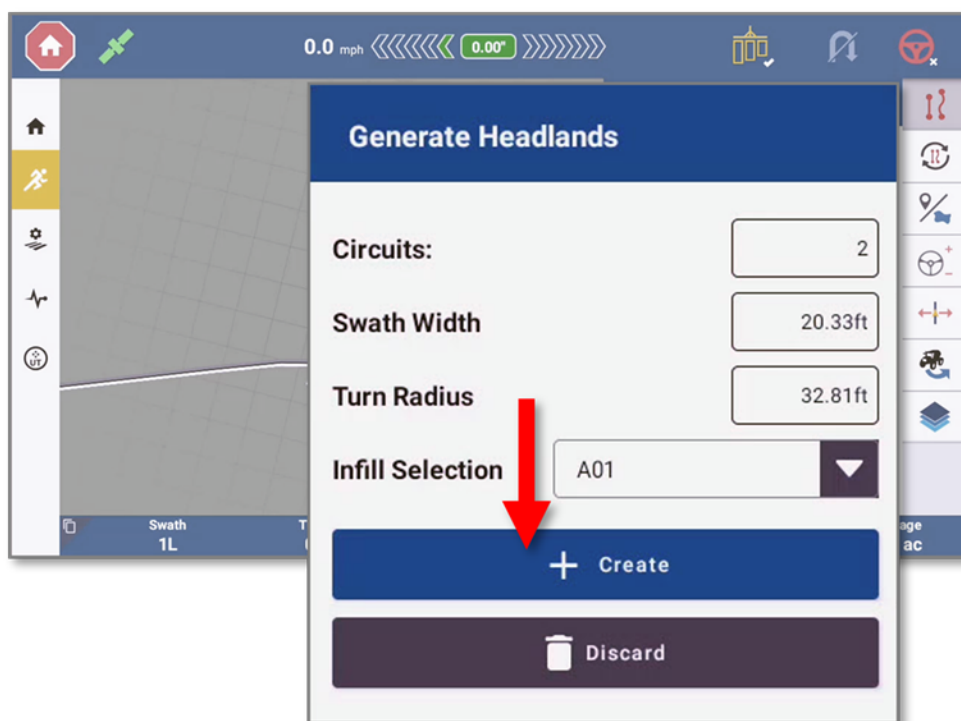 0.0 mph 0.00"
Generate Headlands
Circuits: 2
Swath Width 20.33ft
Turn Radius 32.81ft
Infill Selection A01
UT
Swath
1L
ac
Create
Discard